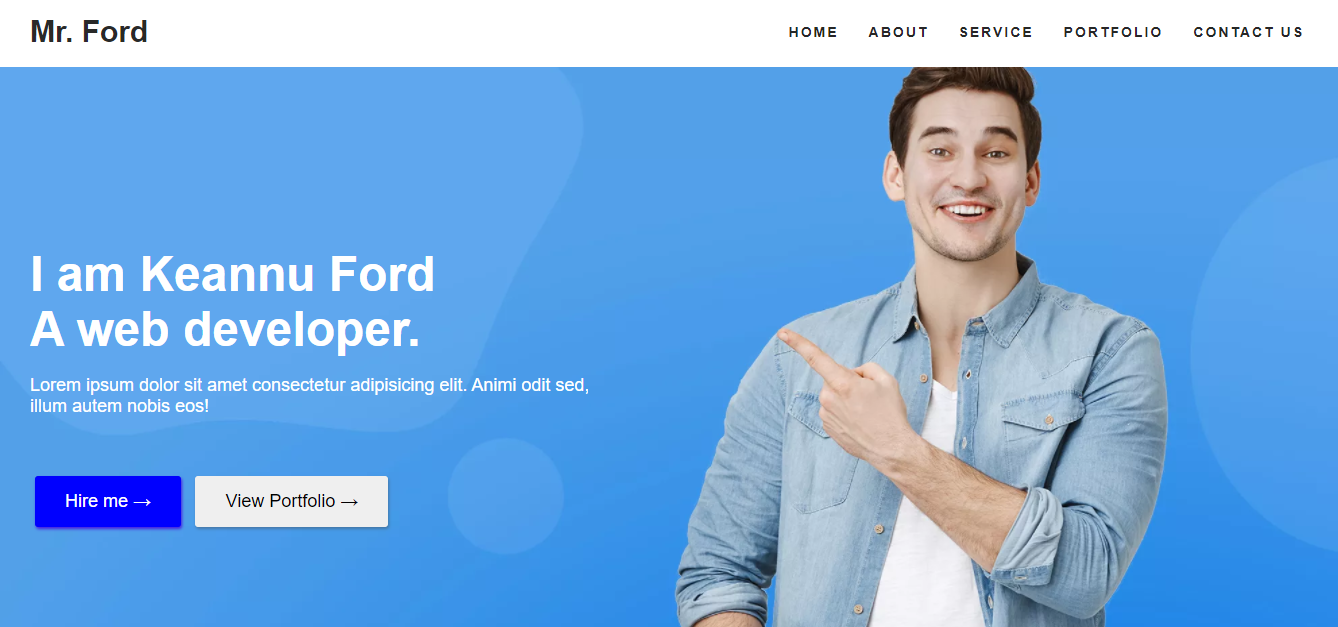 Mr. Ford
HOME ABOUT SERVICE PORTFOLIO CONTACT US
I am Keannu Ford
A web developer.
Lorem ipsum dolor sit amet consectetur adipisicing elit. Animi odit sed,
illum autem nobis eos!
Hire me → View Portfolio →